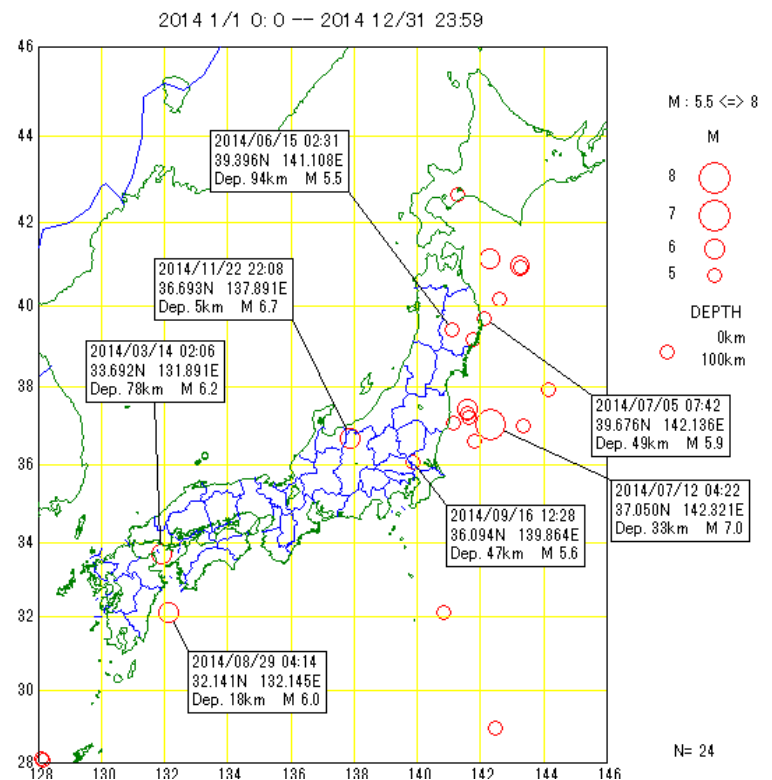 2014 1/1 0: 0 -- 2014 12/31 23:59
46
44
42
40
38
36
34
32
30
28
128
130
132
134
136
138
140
142
144
146
2014/06/15 02:31
39.396N 141.108E
Dep. 94km M 5.5
2014/11/22 22:08
36.693N 137.891E
Dep. 5km M 6.7
2014/03/14 02:06
33.692N 131.891E
Dep. 78km M 6.2
2014/07/05 07:42
39.676N 142.136E
Dep. 49km M 5.9
2014/07/12 04:22
37.050N 142.321E
Dep. 33km M 7.0
2014/09/16 12:28
36.094N 139.864E
Dep. 47km M 5.6
2014/08/29 04:14
32.141N 132.145E
Dep. 18km M 6.0
M : 5.5 <=> 8
M
8
7
6
5
DEPTH
0km
100km
N= 24